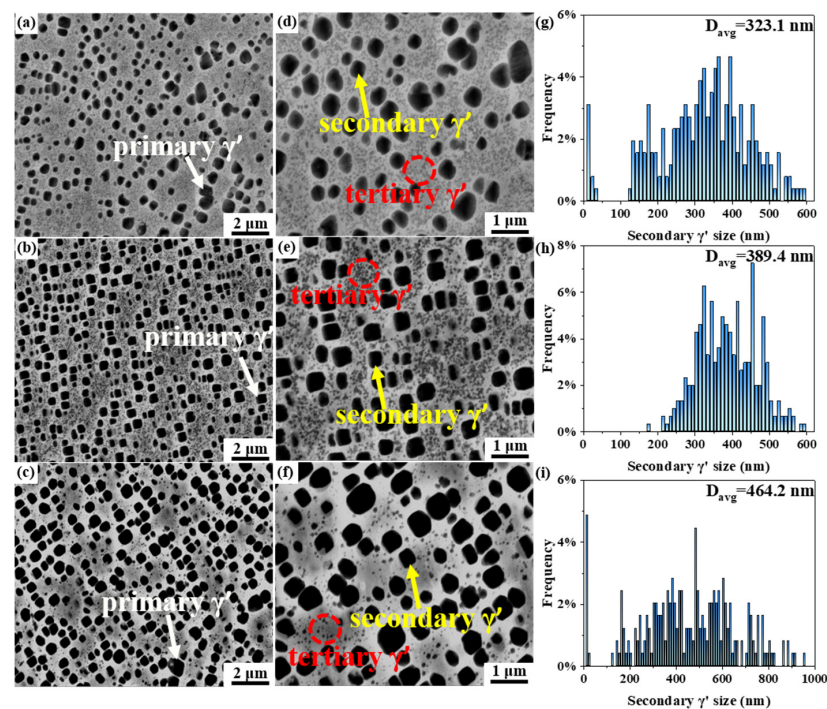 (a)
primary γ′
2 μm
(d)
secondary γ′
tertiary γ′
1 μm
(g)
D_avg=323.1 nm
6%
4%
2%
0%
Frequency
0 100 200 300 400 500 600
Secondary γ' size (nm)
(b)
primary γ′
2 μm
(e)
tertiary γ′
secondary γ′
1 μm
(h)
D_avg=389.4 nm
8%
6%
4%
2%
0%
Frequency
0 100 200 300 400 500 600
Secondary γ' size (nm)
(c)
primary γ′
2 μm
(f)
secondary γ′
tertiary γ′
1 μm
(i)
D_avg=464.2 nm
6%
4%
2%
0%
Frequency
0 200 400 600 800 1000
Secondary γ' size (nm)